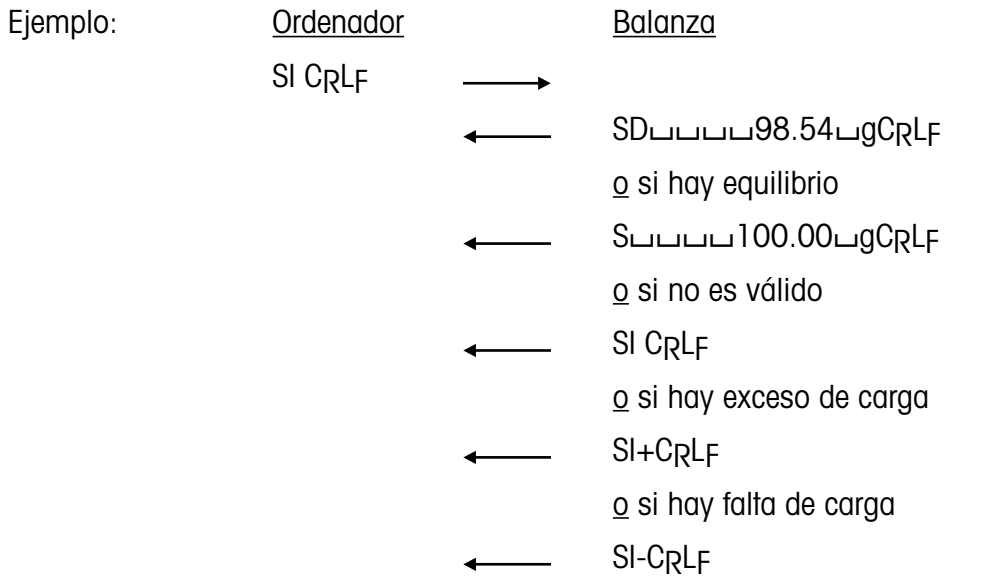 Ejemplo: Ordenador Balanza
SI CRLF
SD␣␣␣␣98.54␣gCRLF
o si hay equilibrio
S␣␣␣␣100.00␣gCRLF
o si no es válido
SI CRLF
o si hay exceso de carga
SI+CRLF
o si hay falta de carga
SI-CRLF